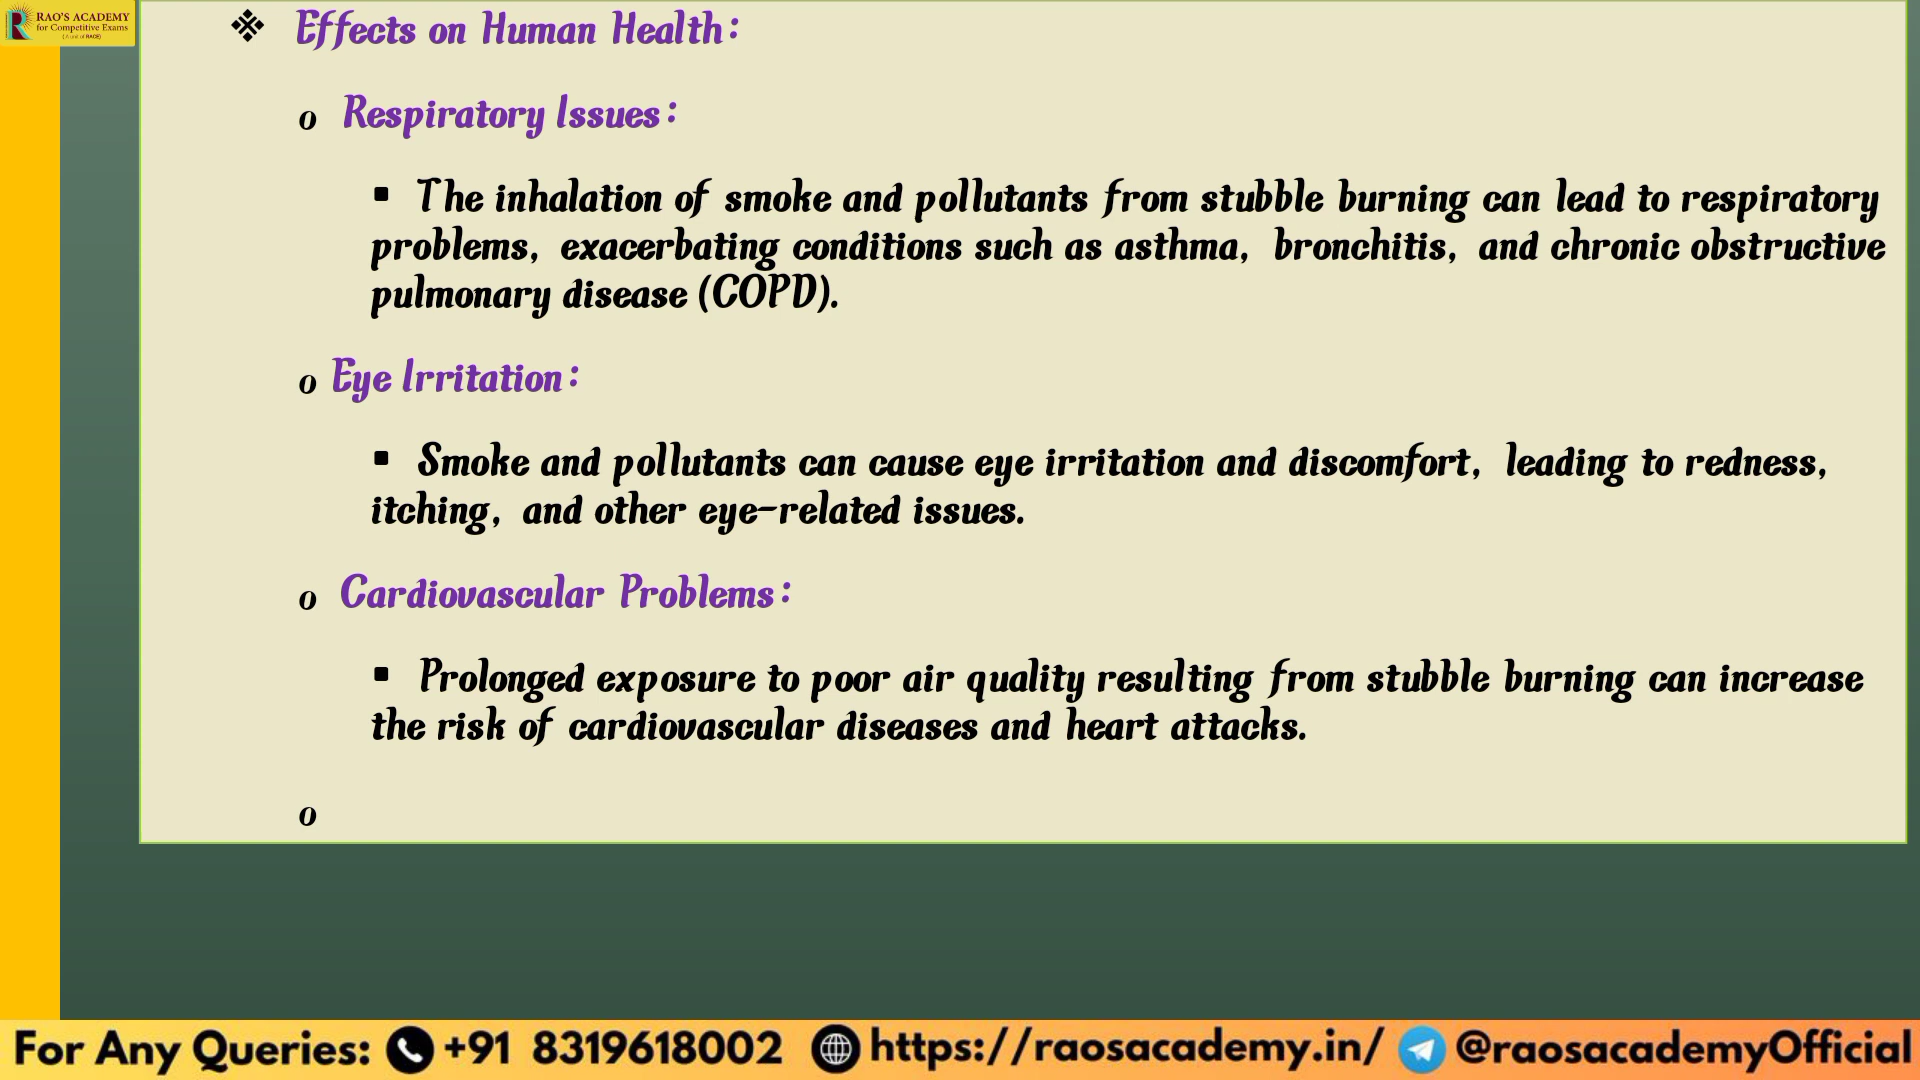 RAO'S ACADEMY
for Competitive Exams
(A unit of RACE)
❖ Effects on Human Health:
o Respiratory Issues:
▪ The inhalation of smoke and pollutants from stubble burning can lead to respiratory
problems, exacerbating conditions such as asthma, bronchitis, and chronic obstructive
pulmonary disease (COPD).
o Eye Irritation:
▪ Smoke and pollutants can cause eye irritation and discomfort, leading to redness,
itching, and other eye-related issues.
o Cardiovascular Problems:
▪ Prolonged exposure to poor air quality resulting from stubble burning can increase
the risk of cardiovascular diseases and heart attacks.
o
For Any Queries: +91 8319618002 https://raosacademy.in/ @raosacademyOfficial